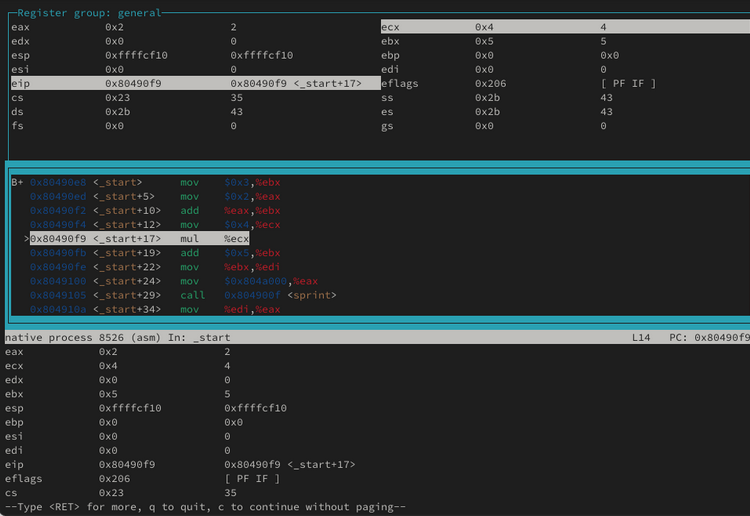 Register group: general
eax 0x2 2 ecx 0x4 4
edx 0x0 0 ebx 0x5 5
esp 0xffffcf10 0xffffcf10 ebp 0x0 0x0
esi 0x0 0 edi 0x0 0
eip 0x80490f9 0x80490f9 <_start+17> eflags 0x206 [ PF IF ]
cs 0x23 35 ss 0x2b 43
ds 0x2b 43 es 0x2b 43
fs 0x0 0 gs 0x0 0
B+ 0x80490e8 <_start> mov $0x3,%ebx
0x80490ed <_start+5> mov $0x2,%eax
0x80490f2 <_start+10> add %eax,%ebx
0x80490f4 <_start+12> mov $0x4,%ecx
>0x80490f9 <_start+17> mul %ecx
0x80490fb <_start+19> add $0x5,%ebx
0x80490fe <_start+22> mov %ebx,%edi
0x8049100 <_start+24> mov $0x804a000,%eax
0x8049105 <_start+29> call 0x804900f <sprint>
0x804910a <_start+34> mov %edi,%eax
native process 8526 (asm) In: _start L14 PC: 0x80490f9
eax 0x2 2
ecx 0x4 4
edx 0x0 0
ebx 0x5 5
esp 0xffffcf10 0xffffcf10
ebp 0x0 0x0
esi 0x0 0
edi 0x0 0
eip 0x80490f9 0x80490f9 <_start+17>
eflags 0x206 [ PF IF ]
cs 0x23 35
--Type <RET> for more, q to quit, c to continue without paging--